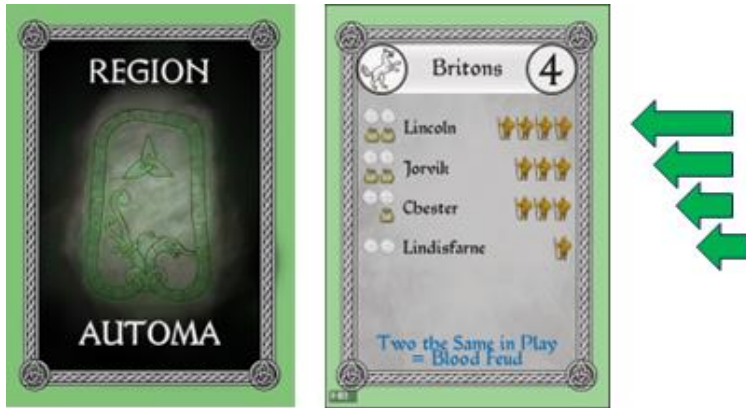 REGION
AUTOMA
Britons 4
Lincoln
Jorvik
Chester
Lindisfarne
Two the Same in Play
= Blood Feud